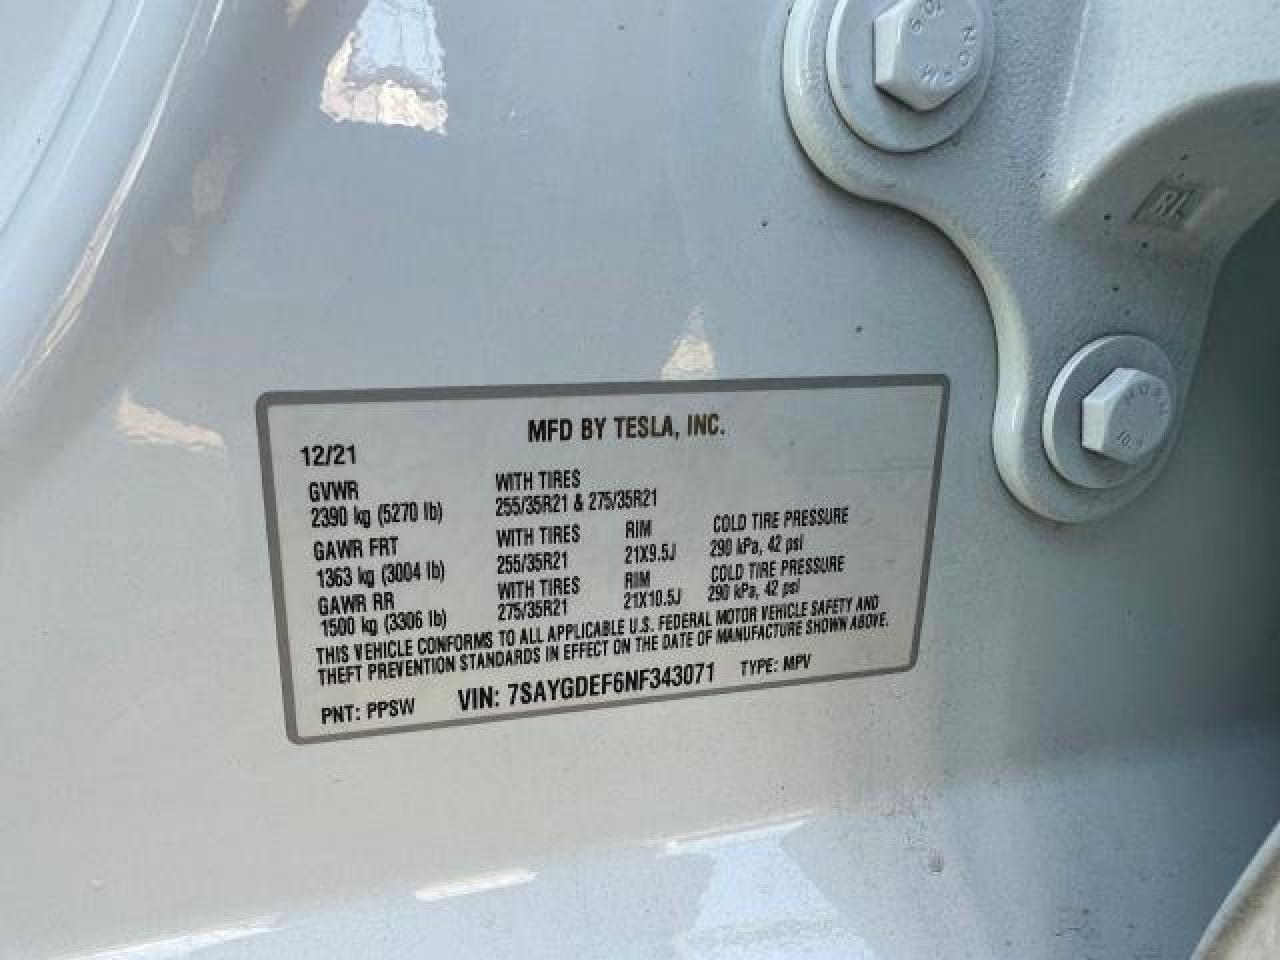 MFD BY TESLA, INC.
12/21
GVWR WITH TIRES
2390 kg (5270 lb) 255/35R21 & 275/35R21
GAWR FRT WITH TIRES RIM COLD TIRE PRESSURE
1363 kg (3004 lb) 255/35R21 21X9.5J 290 kPa, 42 psi
GAWR RR WITH TIRES RIM COLD TIRE PRESSURE
1500 kg (3306 lb) 275/35R21 21X10.5J 290 kPa, 42 psi
THIS VEHICLE CONFORMS TO ALL APPLICABLE U.S. FEDERAL MOTOR VEHICLE SAFETY AND
THEFT PREVENTION STANDARDS IN EFFECT ON THE DATE OF MANUFACTURE SHOWN ABOVE.
PNT: PPSW VIN: 7SAYGDEF6NF343071 TYPE: MPV